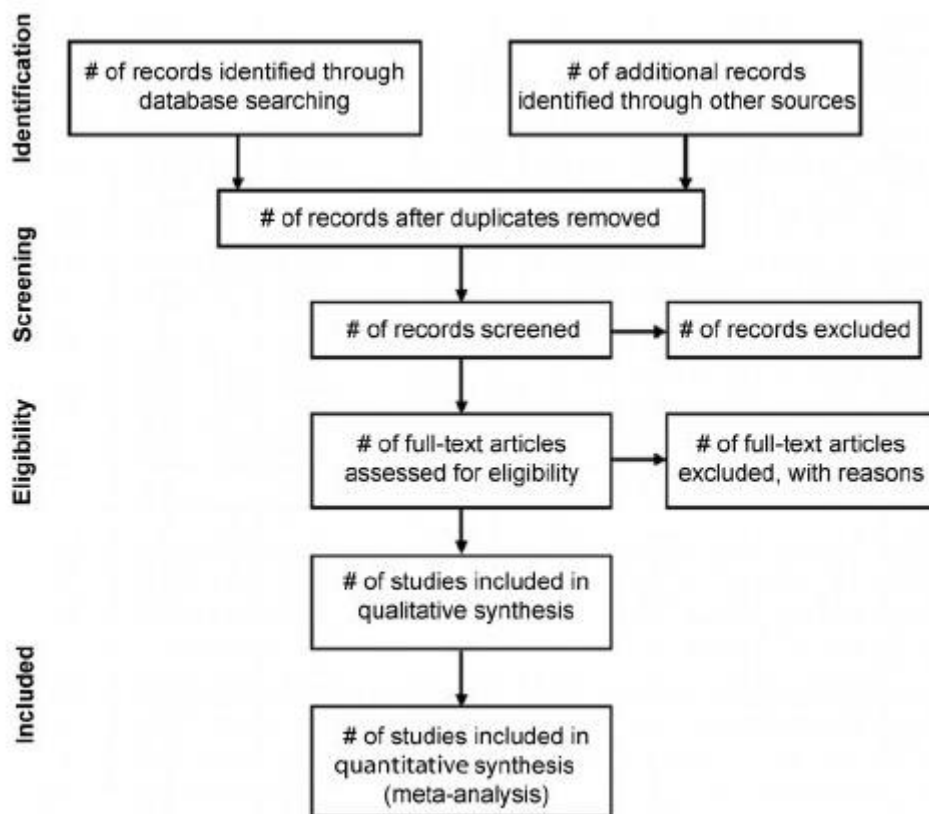 Identification
# of records identified through
database searching
# of additional records
identified through other sources
# of records after duplicates removed
Screening
# of records screened
# of records excluded
Eligibility
# of full-text articles
assessed for eligibility
# of full-text articles
excluded, with reasons
Included
# of studies included in
qualitative synthesis
# of studies included in
quantitative synthesis
(meta-analysis)